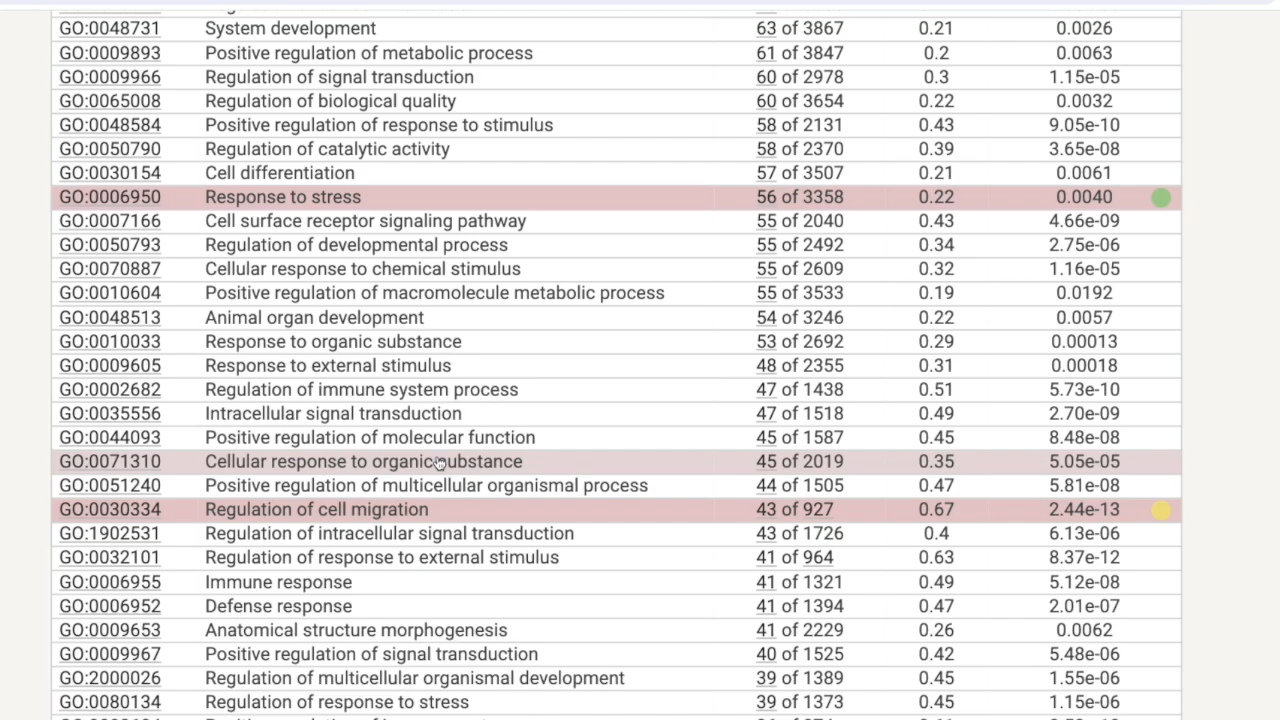 GO:0048731 System development 63 of 3867 0.21 0.0026
GO:0009893 Positive regulation of metabolic process 61 of 3847 0.2 0.0063
GO:0009966 Regulation of signal transduction 60 of 2978 0.3 1.15e-05
GO:0065008 Regulation of biological quality 60 of 3654 0.22 0.0032
GO:0048584 Positive regulation of response to stimulus 58 of 2131 0.43 9.05e-10
GO:0050790 Regulation of catalytic activity 58 of 2370 0.39 3.65e-08
GO:0030154 Cell differentiation 57 of 3507 0.21 0.0061
GO:0006950 Response to stress 56 of 3358 0.22 0.0040
GO:0007166 Cell surface receptor signaling pathway 55 of 2040 0.43 4.66e-09
GO:0050793 Regulation of developmental process 55 of 2492 0.34 2.75e-06
GO:0070887 Cellular response to chemical stimulus 55 of 2609 0.32 1.16e-05
GO:0010604 Positive regulation of macromolecule metabolic process 55 of 3533 0.19 0.0192
GO:0048513 Animal organ development 54 of 3246 0.22 0.0057
GO:0010033 Response to organic substance 53 of 2692 0.29 0.00013
GO:0009605 Response to external stimulus 48 of 2355 0.31 0.00018
GO:0002682 Regulation of immune system process 47 of 1438 0.51 5.73e-10
GO:0035556 Intracellular signal transduction 47 of 1518 0.49 2.70e-09
GO:0044093 Positive regulation of molecular function 45 of 1587 0.45 8.48e-08
GO:0071310 Cellular response to organic substance 45 of 2019 0.35 5.05e-05
GO:0051240 Positive regulation of multicellular organismal process 44 of 1505 0.47 5.81e-08
GO:0030334 Regulation of cell migration 43 of 927 0.67 2.44e-13
GO:1902531 Regulation of intracellular signal transduction 43 of 1726 0.4 6.13e-06
GO:0032101 Regulation of response to external stimulus 41 of 964 0.63 8.37e-12
GO:0006955 Immune response 41 of 1321 0.49 5.12e-08
GO:0006952 Defense response 41 of 1394 0.47 2.01e-07
GO:0009653 Anatomical structure morphogenesis 41 of 2229 0.26 0.0062
GO:0009967 Positive regulation of signal transduction 40 of 1525 0.42 5.48e-06
GO:2000026 Regulation of multicellular organismal development 39 of 1389 0.45 1.55e-06
GO:0080134 Regulation of response to stress 39 of 1373 0.45 1.15e-06